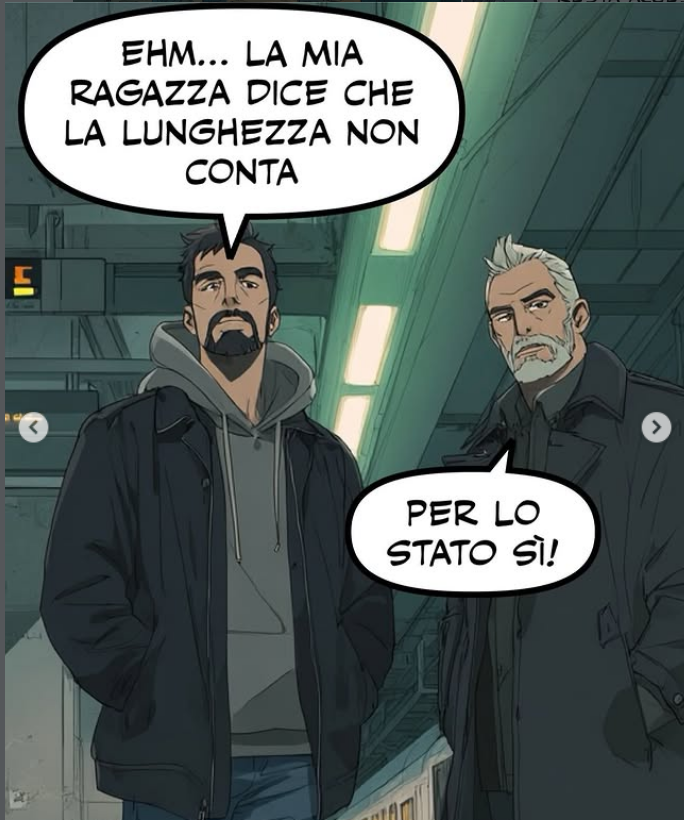 EHM... LA MIA
RAGAZZA DICE CHE
LA LUNGHEZZA NON
CONTA
PER LO
STATO SÌ!